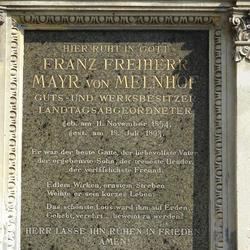 HIER RUHT IN GOTT
FRANZ FREIHERR
MAYR VON MELNHOF
GUTS-UND WERKSBESITZER
LANDTAGSABGEORDNETER
geb. am 11. November 1854,
gest. am 18. Juli 1893.
Er war der beste Gatte, der liebevollste Vater
der ergebenste Sohn, der treueste Bruder,
der verlässlichste Freund.
Edlem Wirken, ernstem Streben
Weihte er sein kurzes Leben.
Das schönste Loos ward ihm auf Erden
Geliebt, verehrt beweint zu werden!
HERR LASSE IHN RUHEN IN FRIEDEN
AMEN!